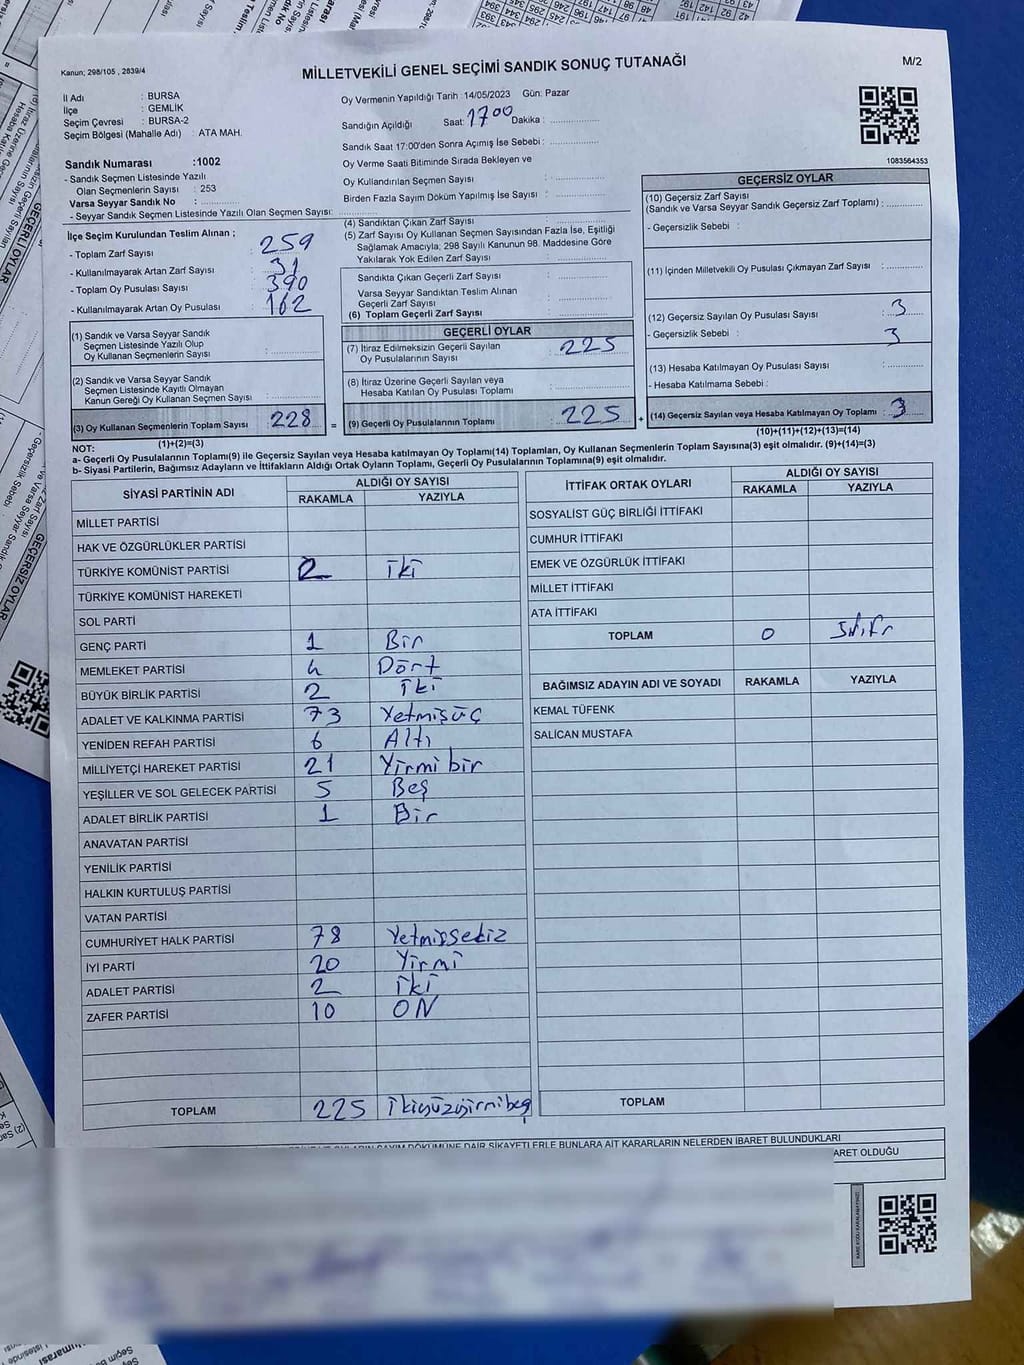 Kanun; 298/105 , 2839/4
MİLLETVEKİLİ GENEL SEÇİMİ SANDIK SONUÇ TUTANAĞI
M/2
İl Adı : BURSA
İlçe : GEMLİK
Seçim Çevresi : BURSA-2
Seçim Bölgesi (Mahalle Adı) : ATA MAH.
Sandık Numarası :1002
- Sandık Seçmen Listesinde Yazılı
Olan Seçmenlerin Sayısı : 253
Varsa Seyyar Sandık No :
- Seyyar Sandık Seçmen Listesinde Yazılı Olan Seçmen Sayısı:
Oy Vermenin Yapıldığı Tarih : 14/05/2023 Gün: Pazar
Sandığın Açıldığı Saat: 17 00 Dakika :
Sandık Saat 17:00'den Sonra Açımış İse Sebebi :
Oy Verme Saati Bitiminde Sırada Bekleyen ve
Oy Kullandırılan Seçmen Sayısı :
Birden Fazla Sayım Döküm Yapılmış İse Sayısı :
1083564353
İlçe Seçim Kurulundan Teslim Alınan ;
- Toplam Zarf Sayısı : 259
- Kullanılmayarak Artan Zarf Sayısı : 31
- Toplam Oy Pusulası Sayısı : 390
- Kullanılmayarak Artan Oy Pusulası : 162
(1) Sandık ve Varsa Seyyar Sandık
Seçmen Listesinde Yazılı Olup
Oy Kullanan Seçmenlerin Sayısı :
(2) Sandık ve Varsa Seyyar Sandık
Seçmen Listesinde Kayıtlı Olmayan
Kanun Gereği Oy Kullanan Seçmen Sayısı :
(3) Oy Kullanan Seçmenlerin Toplam Sayısı : 228
(1)+(2)=(3)
(4) Sandıktan Çıkan Zarf Sayısı :
(5) Zarf Sayısı Oy Kullanan Seçmen Sayısından Fazla İse, Eşitliği
Sağlamak Amacıyla; 298 Sayılı Kanunun 98. Maddesine Göre
Yakılarak Yok Edilen Zarf Sayısı :
Sandıkta Çıkan Geçerli Zarf Sayısı :
Varsa Seyyar Sandıktan Teslim Alınan
Geçerli Zarf Sayısı :
(6) Toplam Geçerli Zarf Sayısı :
GEÇERLİ OYLAR
(7) İtiraz Edilmeksizin Geçerli Sayılan
Oy Pusulalarının Sayısı : 225
(8) İtiraz Üzerine Geçerli Sayılan veya
Hesaba Katılan Oy Pusulası Toplamı :
= (9) Geçerli Oy Pusulalarının Toplamı : 225 +
GEÇERSİZ OYLAR
(10) Geçersiz Zarf Sayısı
(Sandık ve Varsa Seyyar Sandık Geçersiz Zarf Toplamı) :
- Geçersizlik Sebebi :
(11) İçinden Milletvekili Oy Pusulası Çıkmayan Zarf Sayısı :
(12) Geçersiz Sayılan Oy Pusulası Sayısı : 3
- Geçersizlik Sebebi : 3
(13) Hesaba Katılmayan Oy Pusulası Sayısı :
- Hesaba Katılmama Sebebi :
(14) Geçersiz Sayılan veya Hesaba Katılmayan Oy Toplamı : 3
(10)+(11)+(12)+(13)=(14)
NOT:
a- Geçerli Oy Pusulalarının Toplamı(9) ile Geçersiz Sayılan veya Hesaba katılmayan Oy Toplamı(14) Toplamları, Oy Kullanan Seçmenlerin Toplam Sayısına(3) eşit olmalıdır. (9)+(14)=(3)
b- Siyasi Partilerin, Bağımsız Adayların ve İttifakların Aldığı Ortak Oyların Toplamı, Geçerli Oy Pusulalarının Toplamına(9) eşit olmalıdır.
SİYASİ PARTİNİN ADI ALDIĞI OY SAYISI
RAKAMLA YAZIYLA
MİLLET PARTİSİ
HAK VE ÖZGÜRLÜKLER PARTİSİ
TÜRKİYE KOMÜNİST PARTİSİ 2 iki
TÜRKİYE KOMÜNİST HAREKETİ
SOL PARTİ
GENÇ PARTİ 1 Bir
MEMLEKET PARTİSİ 4 Dört
BÜYÜK BİRLİK PARTİSİ 2 iki
ADALET VE KALKINMA PARTİSİ 73 Yetmişüç
YENİDEN REFAH PARTİSİ 6 Altı
MİLLİYETÇİ HAREKET PARTİSİ 21 Yirmi bir
YEŞİLLER VE SOL GELECEK PARTİSİ 5 Beş
ADALET BİRLİK PARTİSİ 1 Bir
ANAVATAN PARTİSİ
YENİLİK PARTİSİ
HALKIN KURTULUŞ PARTİSİ
VATAN PARTİSİ
CUMHURİYET HALK PARTİSİ 78 Yetmişsekiz
İYİ PARTİ 20 Yirmi
ADALET PARTİSİ 2 iki
ZAFER PARTİSİ 10 ON
TOPLAM 225 ikiyüzyirmibeş
İTTİFAK ORTAK OYLARI ALDIĞI OY SAYISI
RAKAMLA YAZIYLA
SOSYALİST GÜÇ BİRLİĞİ İTTİFAKI
CUMHUR İTTİFAKI
EMEK VE ÖZGÜRLÜK İTTİFAKI
MİLLET İTTİFAKI
ATA İTTİFAKI
TOPLAM 0 Sıfır
BAĞIMSIZ ADAYIN ADI VE SOYADI RAKAMLA YAZIYLA
KEMAL TÜFENK
SALİCAN MUSTAFA
TOPLAM
OYLARIN SAYIM DÖKÜMÜNE DAİR ŞİKAYETLERLE BUNLARA AİT KARARLARIN NELERDEN İBARET BULUNDUKLARI
OLDUĞU